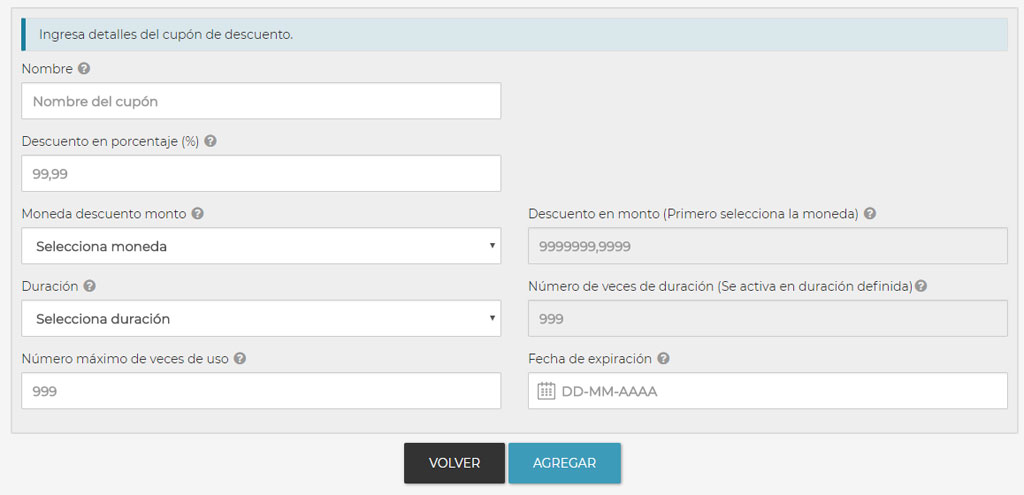 Ingresa detalles del cupón de descuento.
Nombre
Nombre del cupón
Descuento en porcentaje (%)
99,99
Moneda descuento monto
Descuento en monto (Primero selecciona la moneda)
Selecciona moneda
9999999,9999
Duración
Número de veces de duración (Se activa en duración definida)
Selecciona duración
999
Número máximo de veces de uso
Fecha de expiración
999
DD-MM-AAAA
VOLVER
AGREGAR